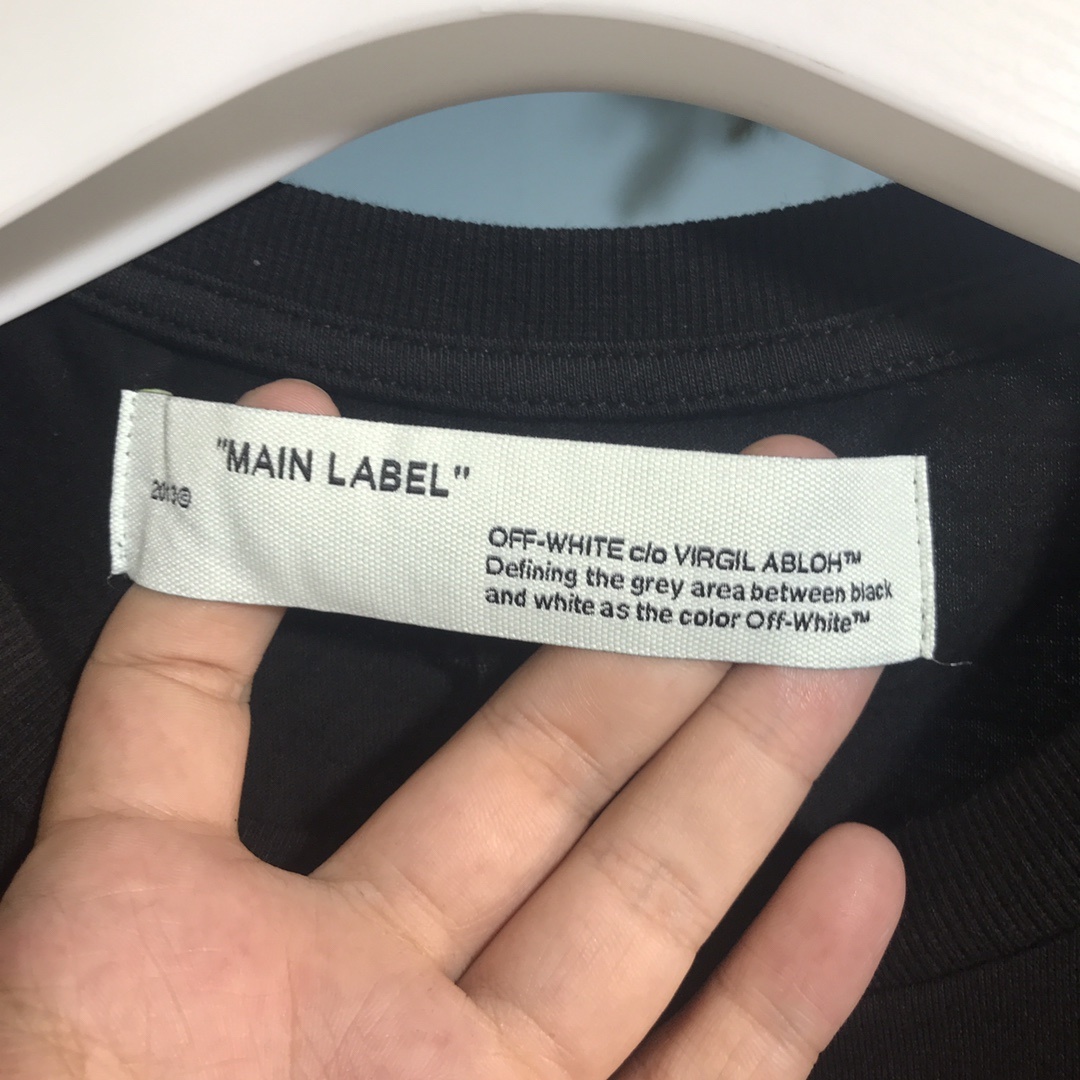 "MAIN LABEL"
2013©
OFF-WHITE c/o VIRGIL ABLOH™
Defining the grey area between black
and white as the color Off-White™